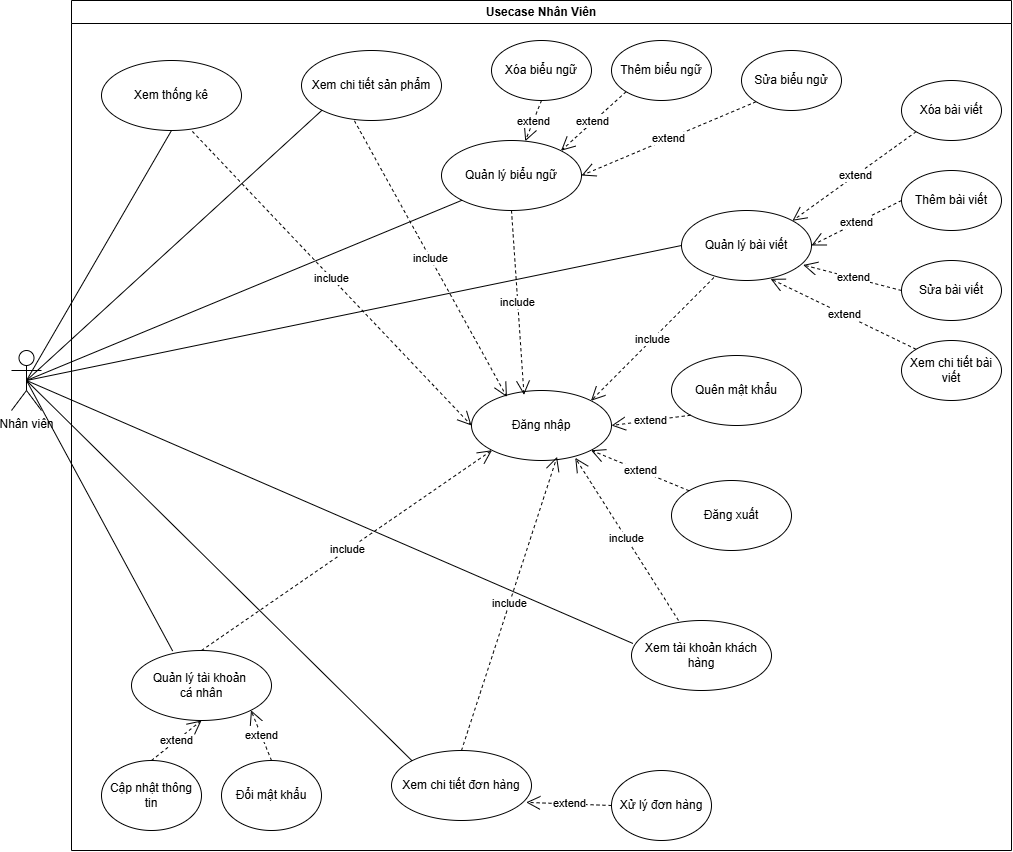 Usecase Nhân Viên
Xem thống kê
Xem chi tiết sản phẩm
Xóa biểu ngữ
Thêm biểu ngữ
Sửa biểu ngử
Xóa bài viết
extend
extend
extend
Quản lý biểu ngữ
extend
Thêm bài viết
extend
Quản lý bài viết
include
include
include
extend
Sửa bài viết
extend
include
Xem chi tiết bài
viết
Nhân viên
Đăng nhập
Quên mật khẩu
extend
extend
Đăng xuất
include
include
include
Quản lý tài khoản
cá nhân
Xem tài khoản khách
hàng
extend
extend
Cập nhật thông
tin
Đổi mật khẩu
Xem chi tiết đơn hàng
extend
Xử lý đơn hàng